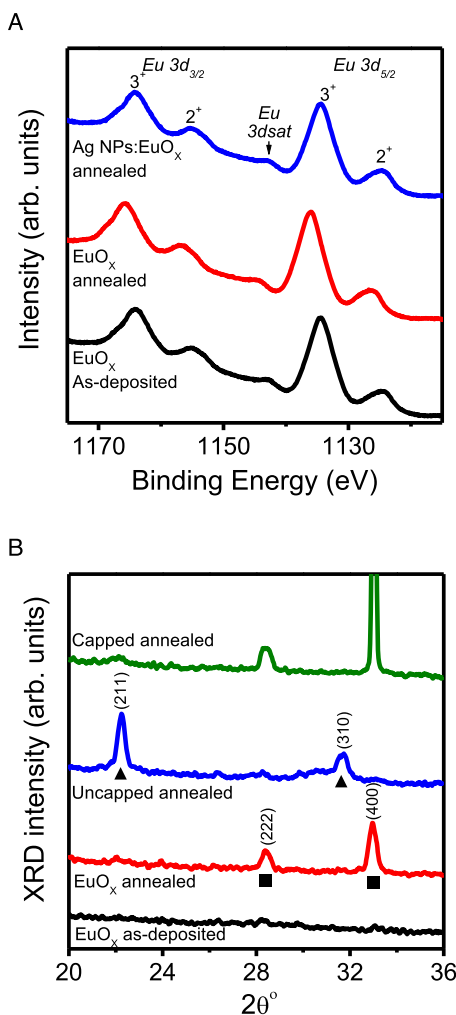 A
Eu 3d3/2
Eu 3d5/2
3+
2+
Eu
3dsat
3+
2+
Ag NPs:EuOX
annealed
EuOX
annealed
EuOX
As-deposited
Intensity (arb. units)
1170 1150 1130
Binding Energy (eV)
B
Capped annealed
(211)
(310)
Uncapped annealed
(222)
(400)
EuOX annealed
EuOX as-deposited
XRD intensity (arb. units)
20 24 28 32 36
2θ°